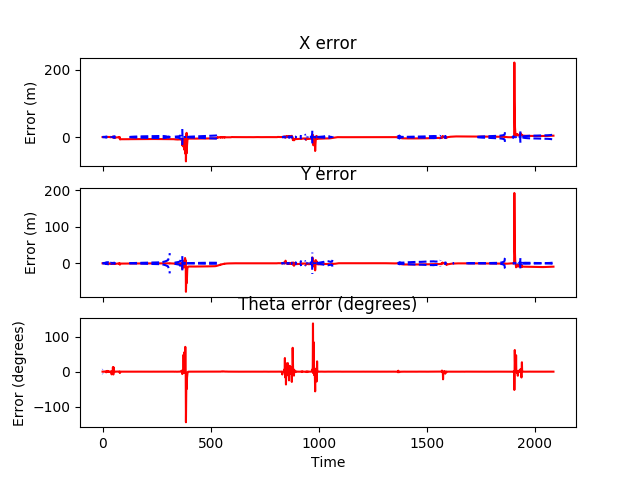 X error
200
0
Error (m)
Y error
200
100
0
Error (m)
Theta error (degrees)
100
0
−100
Error (degrees)
0 500 1000 1500 2000
Time